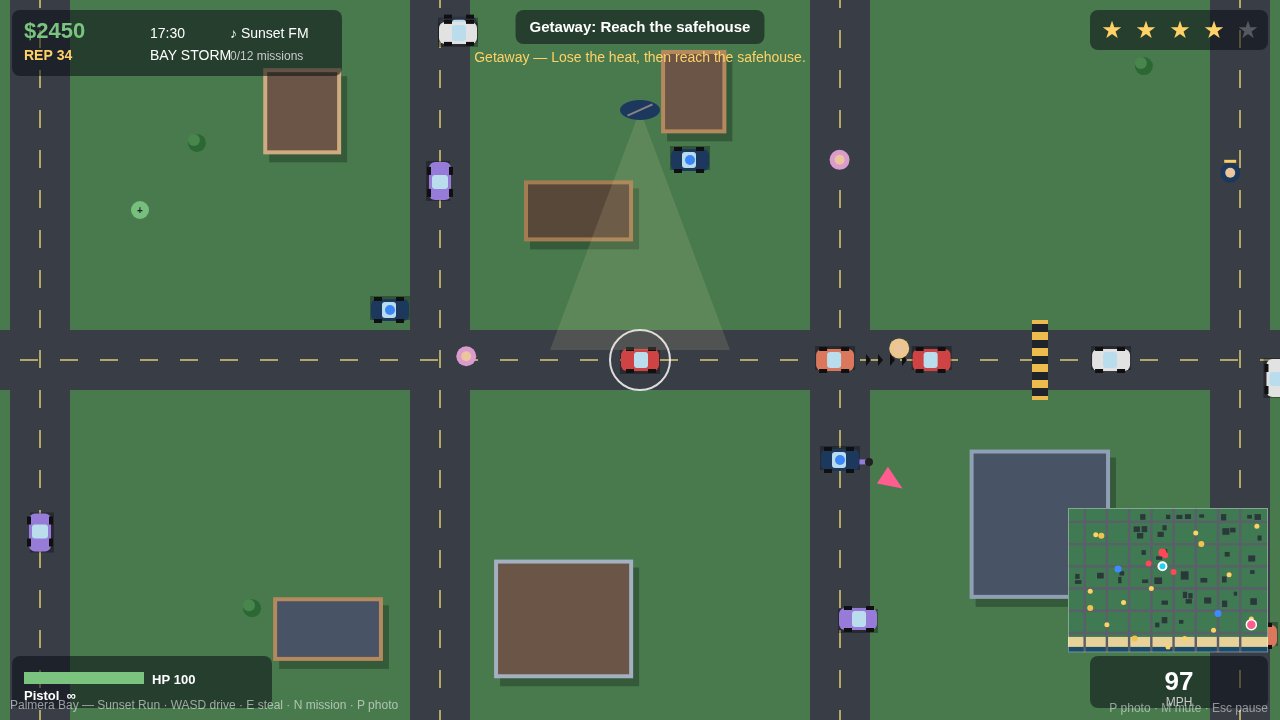 $2450
17:30
♪ Sunset FM
REP 34
BAY STORM
0/12 missions
Getaway: Reach the safehouse
Getaway — Lose the heat, then reach the safehouse.
★ ★ ★ ★ ★
HP 100
Pistol ∞
Palmera Bay — Sunset Run · WASD drive · E steal · N mission · P photo
97
MPH
P photo · M mute · Esc pause